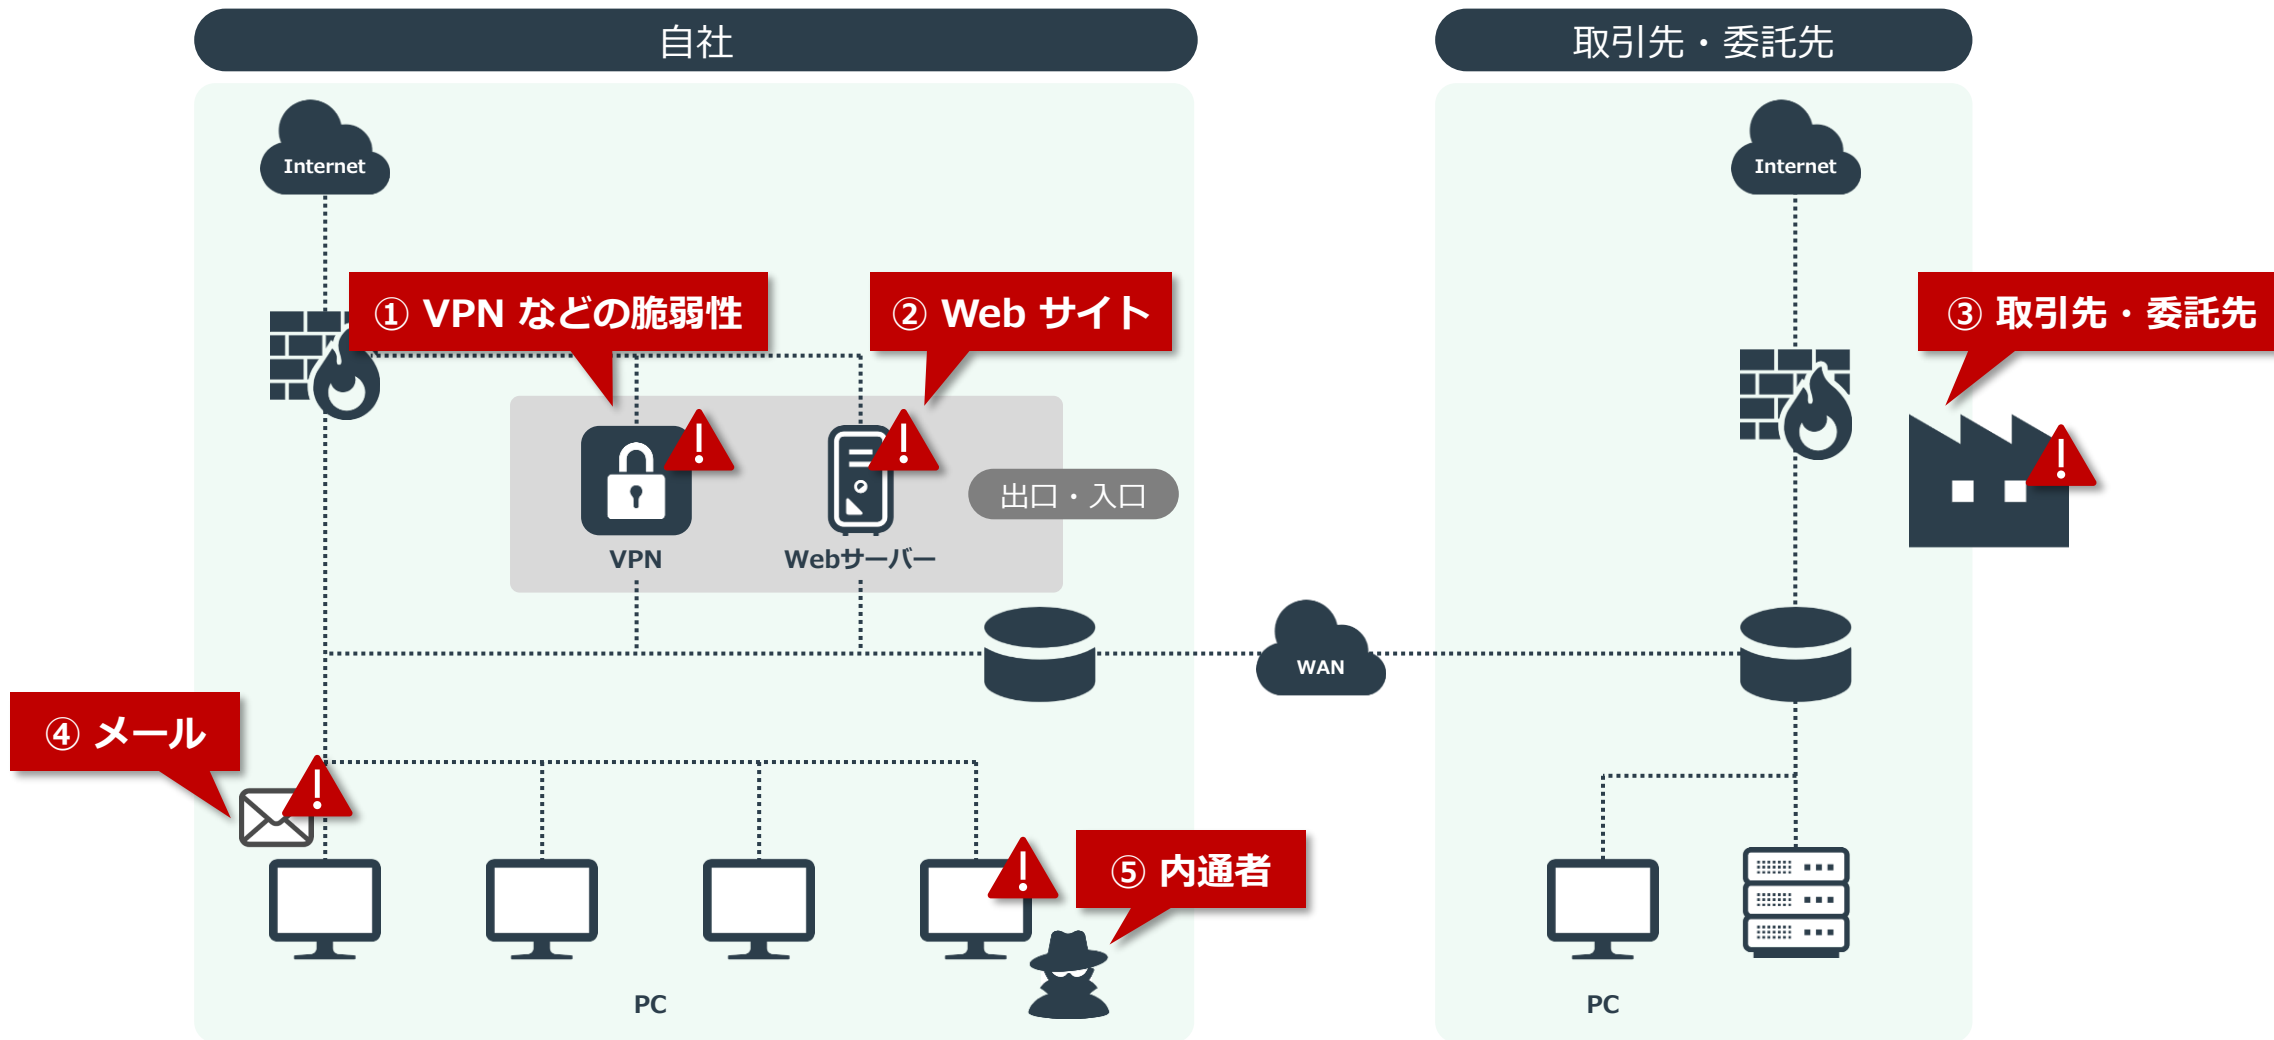 自社
取引先・委託先
Internet
Internet
① VPN などの脆弱性
② Web サイト
③ 取引先・委託先
出口・入口
VPN
Webサーバー
WAN
④ メール
⑤ 内通者
PC
PC